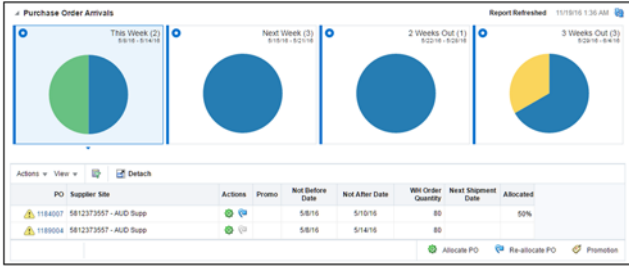 Purchase Order Arrivals
Report Refreshed 11/18/16 1:36 AM
This Week (2)
5/8/16 - 5/14/16
Next Week (3)
5/15/16 - 5/21/16
2 Weeks Out (1)
5/22/16 - 5/28/16
3 Weeks Out (3)
5/29/16 - 6/4/16
Actions View Detach
PO Supplier Site Actions Promo Not Before Date Not After Date WH Order Quantity Next Shipment Date Allocated
1184007 5812373557 - AUD Supp 5/8/16 5/10/16 80 50%
1189004 5812373557 - AUD Supp 5/8/16 5/14/16 80
Allocate PO Re-allocate PO Promotion